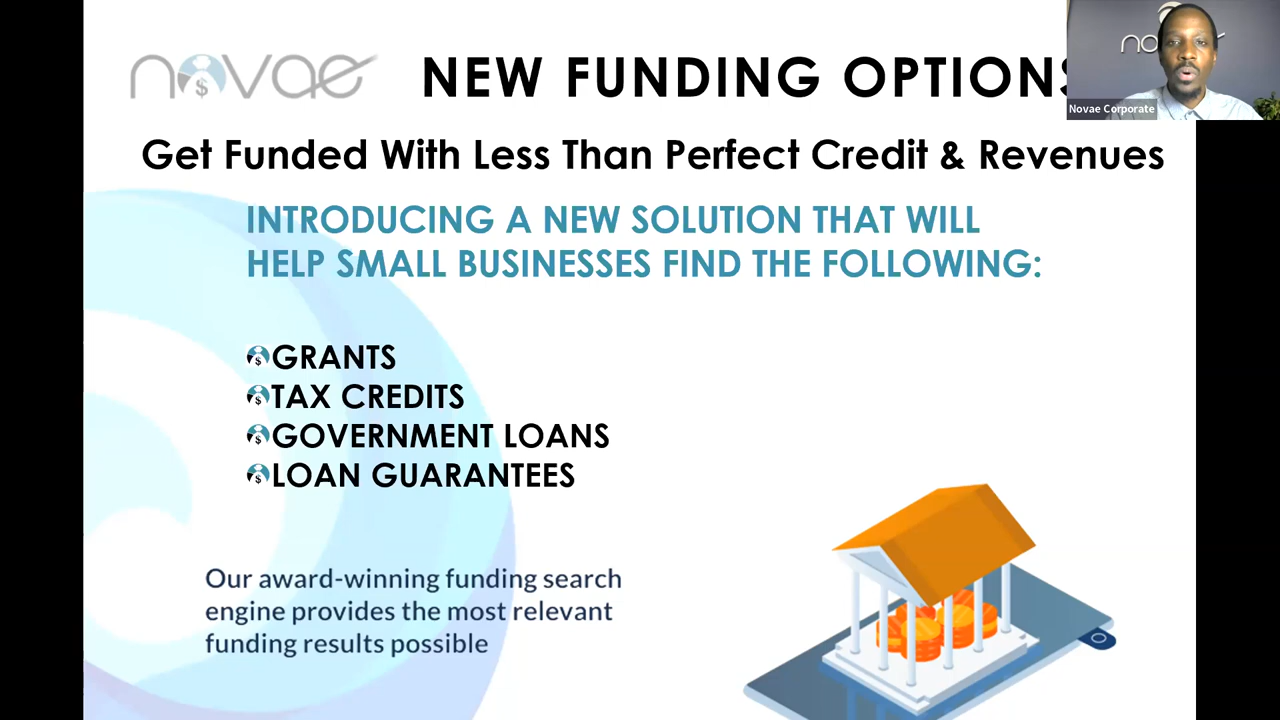 novae NEW FUNDING OPTIONS
novae
Novae Corporate
Get Funded With Less Than Perfect Credit & Revenues
INTRODUCING A NEW SOLUTION THAT WILL
HELP SMALL BUSINESSES FIND THE FOLLOWING:
$GRANTS
$TAX CREDITS
$GOVERNMENT LOANS
$LOAN GUARANTEES
Our award-winning funding search
engine provides the most relevant
funding results possible